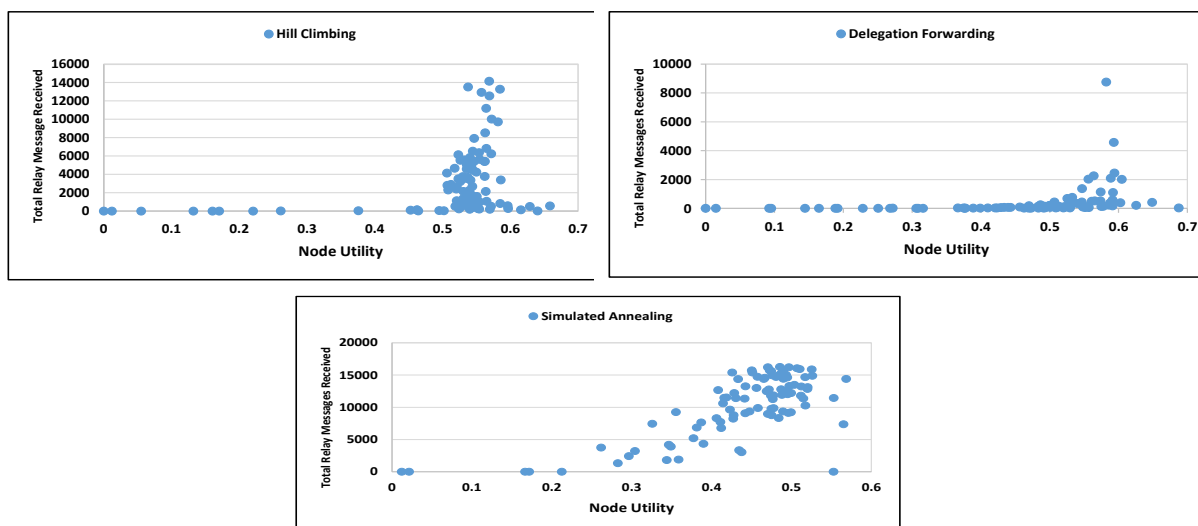 Hill Climbing
Total Relay Message Received
16000
14000
12000
10000
8000
6000
4000
2000
0
0 0.1 0.2 0.3 0.4 0.5 0.6 0.7
Node Utility
Delegation Forwarding
Total Relay Messages Received
10000
8000
6000
4000
2000
0
0 0.1 0.2 0.3 0.4 0.5 0.6 0.7
Node Utility
Simulated Annealing
Total Relay Messages Received
20000
15000
10000
5000
0
0 0.1 0.2 0.3 0.4 0.5 0.6
Node Utility